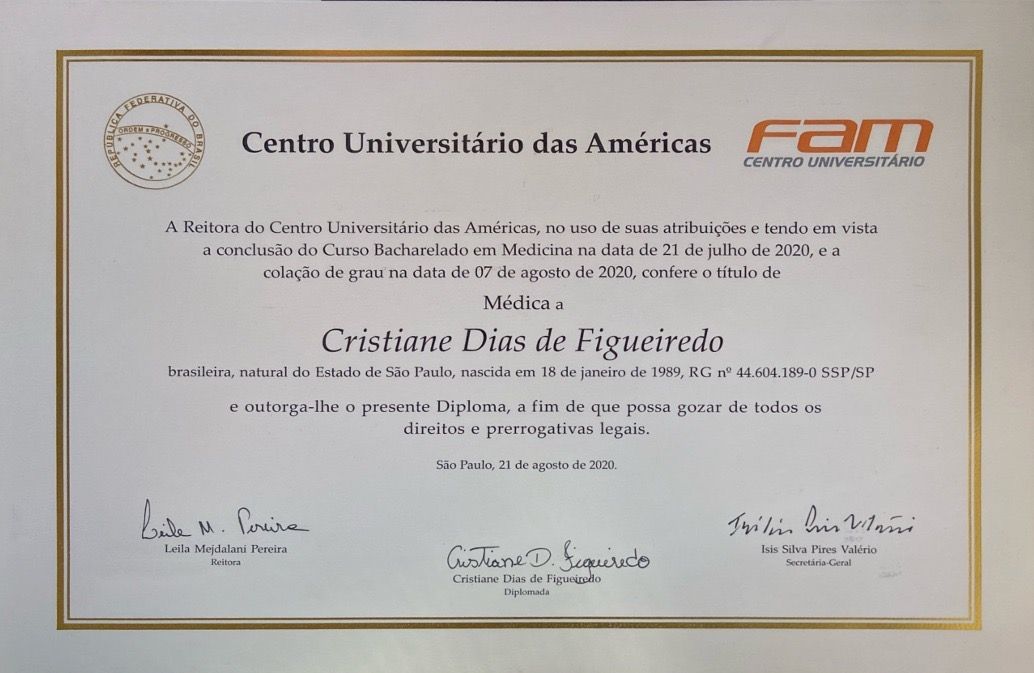 REPÚBLICA FEDERATIVA DO BRASIL
ORDEM E PROGRESSO
Centro Universitário das Américas
fam
CENTRO UNIVERSITÁRIO
A Reitora do Centro Universitário das Américas, no uso de suas atribuições e tendo em vista
a conclusão do Curso Bacharelado em Medicina na data de 21 de julho de 2020, e a
colação de grau na data de 07 de agosto de 2020, confere o título de
Médica a
Cristiane Dias de Figueiredo
brasileira, natural do Estado de São Paulo, nascida em 18 de janeiro de 1989, RG nº 44.604.189-0 SSP/SP
e outorga-lhe o presente Diploma, a fim de que possa gozar de todos os
direitos e prerrogativas legais.
São Paulo, 21 de agosto de 2020.
Leila M. Pereira
Leila Mejdalani Pereira
Reitora
Cristiane D. Figueiredo
Cristiane Dias de Figueiredo
Diplomada
Isis Silva Pires Valério
Secretária-Geral